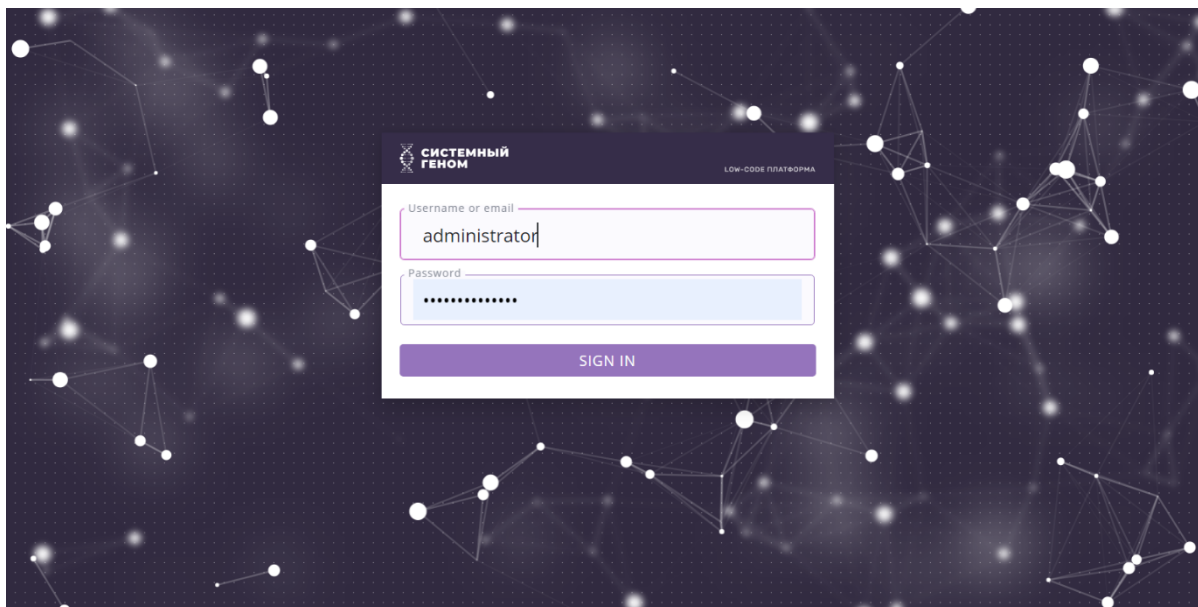 СИСТЕМНЫЙ
ГЕНОМ
LOW-CODE ПЛАТФОРМА
Username or email
administrator
Password
••••••••••••••
SIGN IN